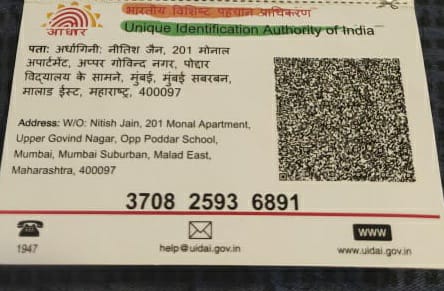 आधार
भारतीय विशिष्ट पहचान आधिकरण
Unique Identification Authority of India
पता: अर्धांगिनी: नीतिश जैन, 201 मोनाल
अपार्टमेंट, अप्पर गोविन्द नगर, पोद्दार
विद्यालय के सामने, मुंबई, मुंबई सबरबन,
मालाड ईस्ट, महाराष्ट्र, 400097
Address: W/O: Nitish Jain, 201 Monal Apartment,
Upper Govind Nagar, Opp Poddar School,
Mumbai, Mumbai Suburban, Malad East,
Maharashtra, 400097
3708 2593 6891
1947
help@uidai.gov.in
www
www.uidai.gov.in